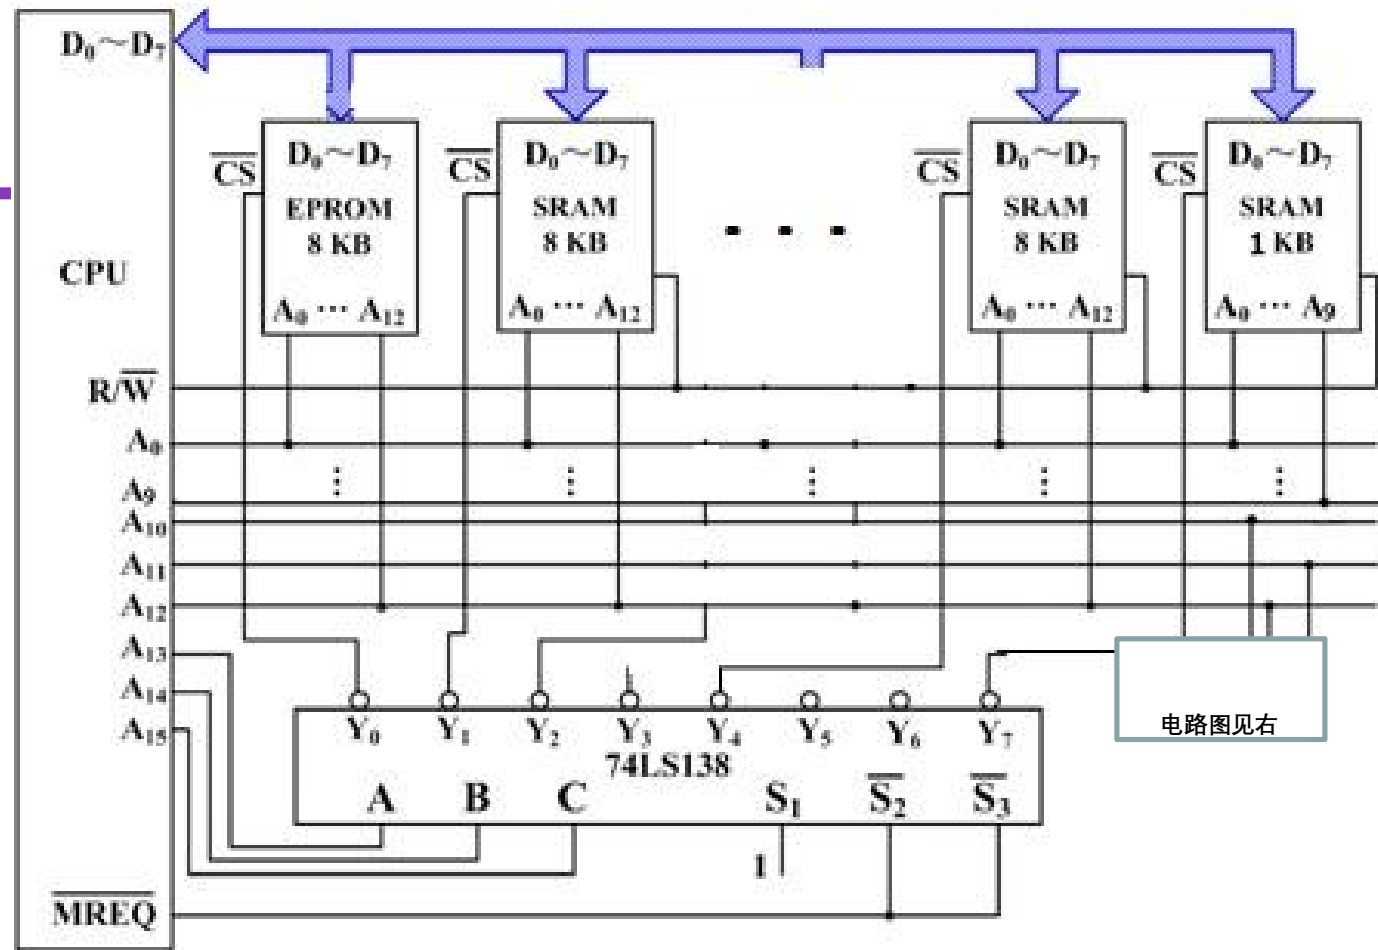 D₀～D₇
CS
D₀～D₇
EPROM
8 KB
A₀ ··· A₁₂
CS
D₀～D₇
SRAM
8 KB
A₀ ··· A₁₂
• • •
CS
D₀～D₇
SRAM
8 KB
A₀ ··· A₁₂
CS
D₀～D₇
SRAM
1 KB
A₀ ··· A₉
CPU
R/W
A₀
A₉
A₁₀
A₁₁
A₁₂
A₁₃
A₁₄
A₁₅
MREQ
Y₀ Y₁ Y₂ Y₃ Y₄ Y₅ Y₆ Y₇
74LS138
A B C S₁ S₂ S₃
1
电路图见右